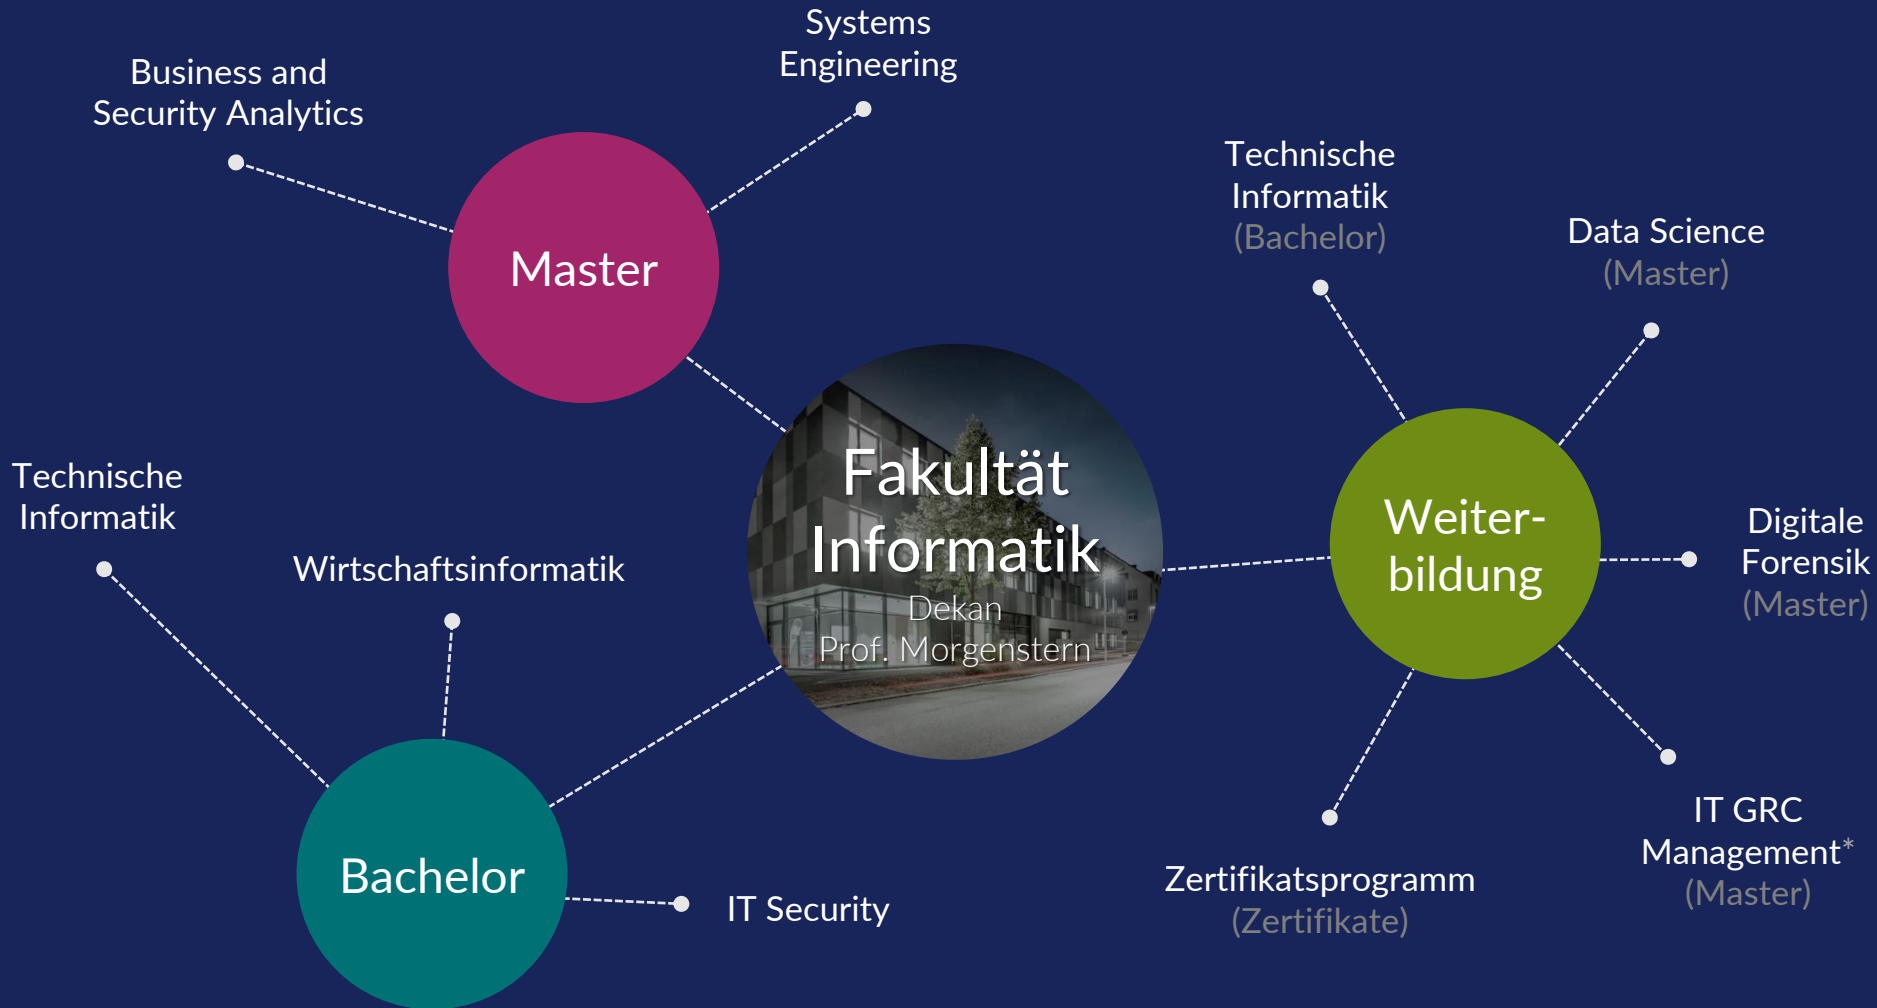 Systems
Engineering
Business and
Security Analytics
Master
Technische
Informatik
(Bachelor)
Data Science
(Master)
Fakultät
Informatik
Dekan
Prof. Morgenstern
Weiter-
bildung
Digitale
Forensik
(Master)
Technische
Informatik
Wirtschaftsinformatik
Bachelor
IT Security
Zertifikatsprogramm
(Zertifikate)
IT GRC
Management*
(Master)